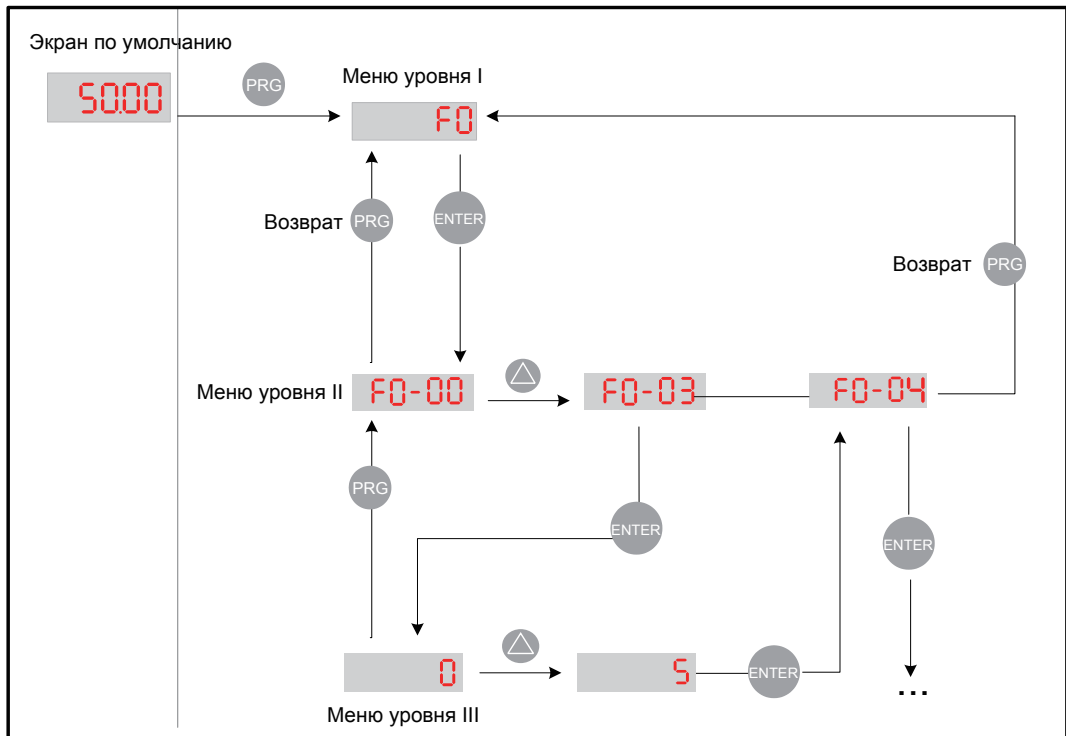 Экран по умолчанию
50.00
PRG
Меню уровня I
F0
Возврат PRG
ENTER
Возврат PRG
Меню уровня II
F0-00
F0-03
F0-04
PRG
ENTER
ENTER
0
5
ENTER
...
Меню уровня III